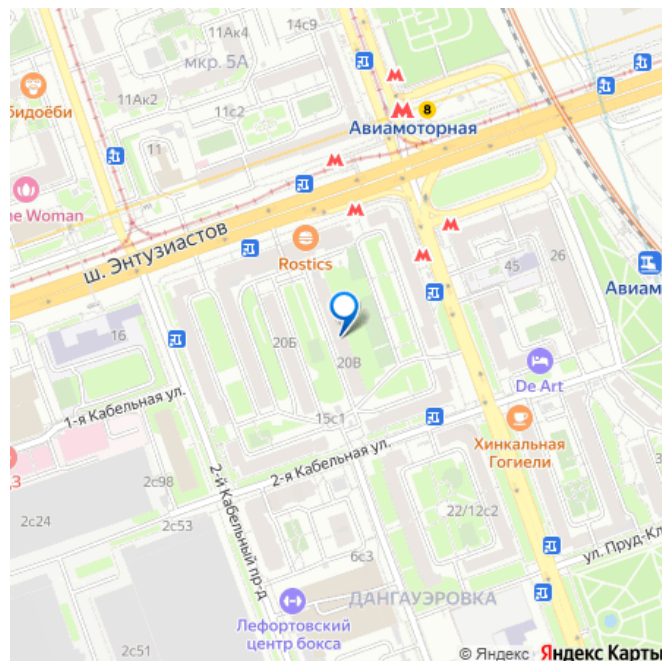 14с9
11Ак4
мкр. 5А
бидоёби
11Ак2
11с2
8
Авиамоторная
11
ne Woman
ш. Энтузиастов
Rostics
45
26
Авиам
16
20Б
20В
De Art
1-я Кабельная ул.
15с1
Хинкальная
Гогиели
2-я Кабельная ул.
2-й Кабельный пр-д
2с98
2с24
2с53
22/12с2
6с3
ул. Пруд-Кл
ДАНГАУЭРОВКА
Лефортовский
центр бокса
2с51
© Яндекс Яндекс Карты